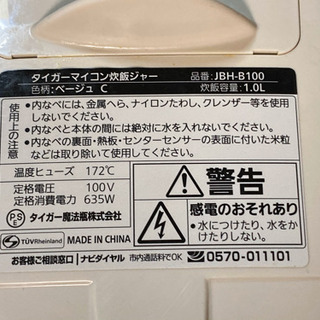 タイガーマイコン炊飯ジャー 品番：JBH-B100
色柄：ベージュ C 炊飯容量：1.0L
使用上の注意
●内なべには、金属へら、ナイロンたわし、クレンザー等を使用しないでください。
●内なべと本体の間には絶対に水を入れないでください。
●内なべの裏面・熱板・センターセンサーの表面に付いた米粒などは取り除いて使用してください。
温度ヒューズ 172℃
定格電圧 100V
定格消費電力 635W
警告
感電のおそれあり
●水につけたり、水をかけたりしないでください。
PSE タイガー魔法瓶株式会社
TÜVRheinland MADE IN CHINA
お客様ご相談窓口 ナビダイヤル 市内通話料でOK 0570-011101